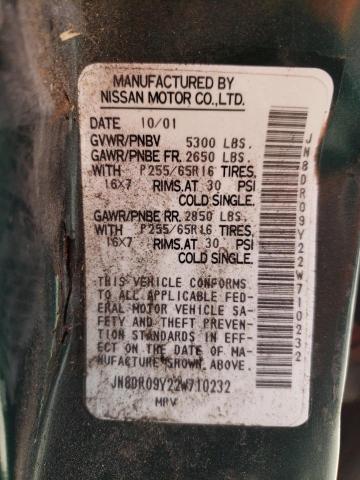 MANUFACTURED BY
NISSAN MOTOR CO., LTD.
DATE 10/01
GVWR/PNBV 5300 LBS.
GAWR/PNBE FR. 2650 LBS.
WITH P255/65R16 TIRES,
16X7 RIMS.AT 30 PSI
COLD SINGLE.
GAWR/PNBE RR. 2850 LBS.
WITH P255/65R16 TIRES,
16X7 RIMS.AT 30 PSI
COLD SINGLE.
THIS VEHICLE CONFORMS
TO ALL APPLICABLE FED-
ERAL MOTOR VEHICLE SA-
FETY AND THEFT PREVEN-
TION STANDARDS IN EFF-
ECT ON THE DATE OF MA-
NUFACTURE SHOWN ABOVE.
JN8DR09Y22W710232
MPV
JN8DR09Y22W710232